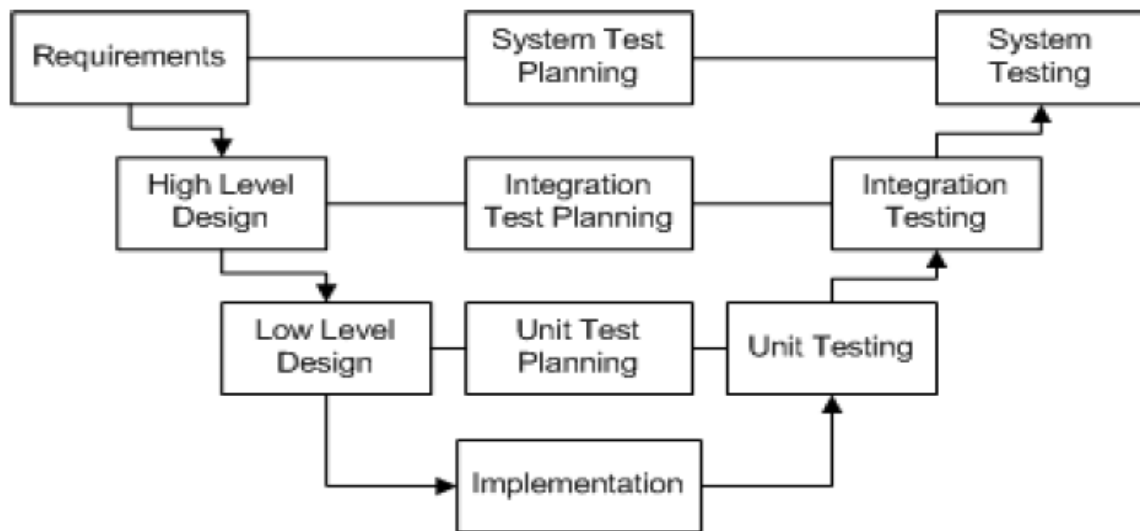 Requirements
System Test
Planning
System
Testing
High Level
Design
Integration
Test Planning
Integration
Testing
Low Level
Design
Unit Test
Planning
Unit Testing
Implementation